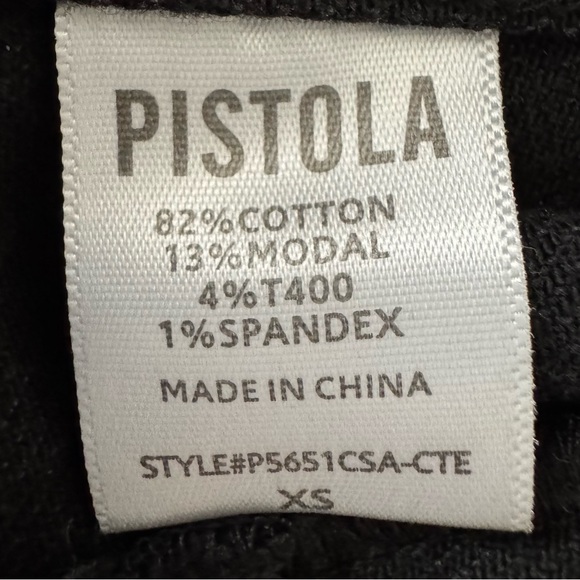 PISTOLA
82%COTTON
13%MODAL
4%T400
1%SPANDEX
MADE IN CHINA
STYLE#P5651CSA-CTE
XS